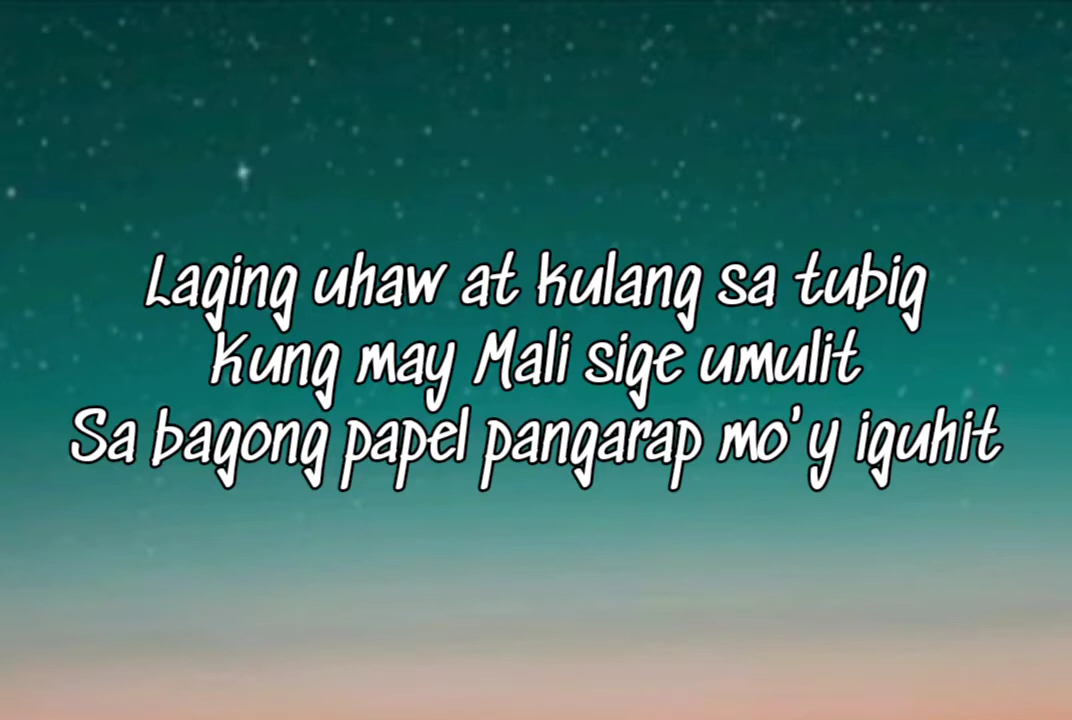 Laging uhaw at kulang sa tubig
Kung may Mali sige umulit
Sa bagong papel pangarap mo'y iguhit